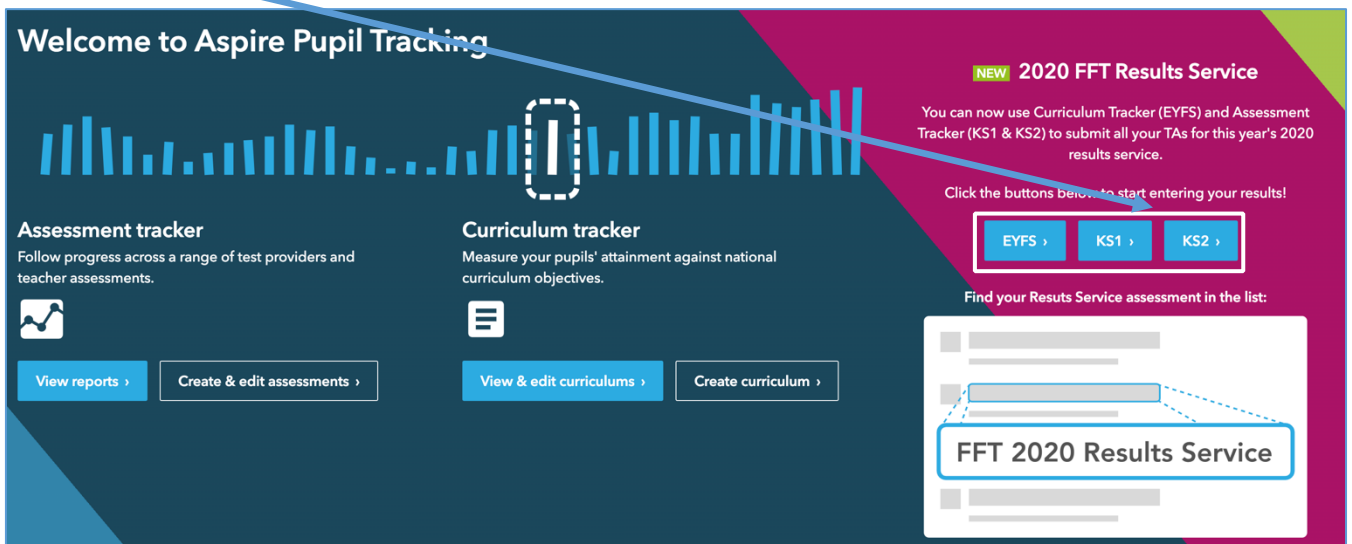 Welcome to Aspire Pupil Tracking
Assessment tracker
Follow progress across a range of test providers and
teacher assessments.
View reports ›
Create & edit assessments ›
Curriculum tracker
Measure your pupils' attainment against national
curriculum objectives.
View & edit curriculums ›
Create curriculum ›
NEW 2020 FFT Results Service
You can now use Curriculum Tracker (EYFS) and Assessment
Tracker (KS1 & KS2) to submit all your TAs for this year's 2020
results service.
Click the buttons below to start entering your results!
EYFS ›
KS1 ›
KS2 ›
Find your Resuts Service assessment in the list:
FFT 2020 Results Service